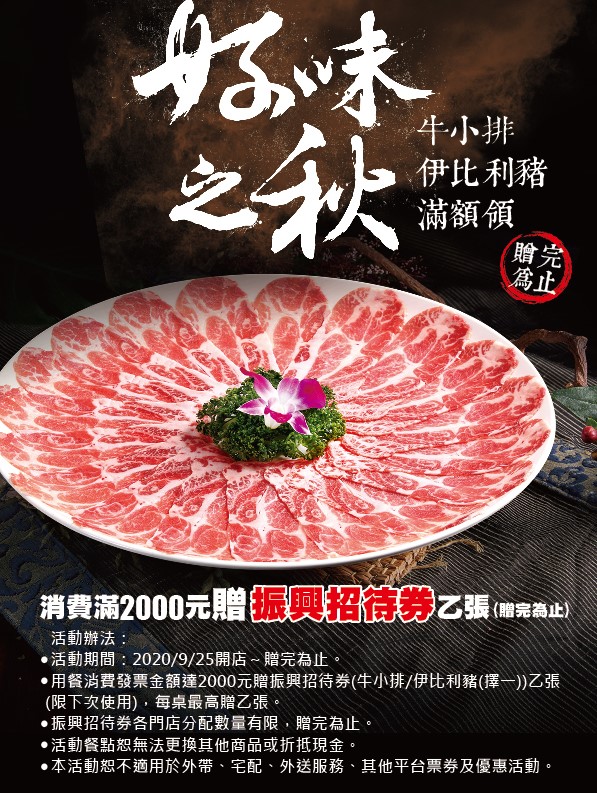 好味
之秋
牛小排
伊比利豬
滿額領
贈完
為止
消費滿2000元贈振興招待券乙張(贈完為止)
活動辦法：
●活動期間：2020/9/25開店～贈完為止。
●用餐消費發票金額達2000元贈振興招待券(牛小排/伊比利豬(擇一))乙張
(限下次使用)，每桌最高贈乙張。
●振興招待券各門店分配數量有限，贈完為止。
●活動餐點恕無法更換其他商品或折抵現金。
●本活動恕不適用於外帶、宅配、外送服務、其他平台票券及優惠活動。